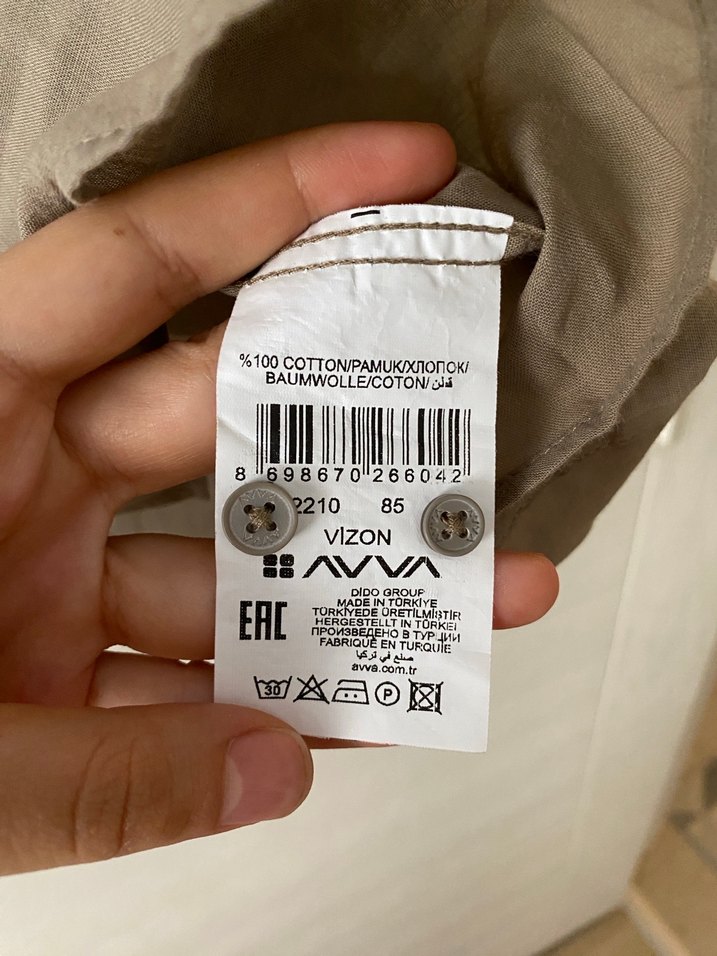 %100 COTTON/PAMUK/ХЛОПОК/
BAUMWOLLE/COTON/قطن
8 698670 266042
2210 85
VİZON
AVVA
DİDO GROUP
MADE IN TÜRKİYE
TÜRKİYEDE ÜRETİLMİŞTİR
HERGESTELLT IN TÜRKEI
ПРОИЗВЕДЕНО В ТУРЦИИ
FABRIQUÉ EN TURQUIE
صنع في تركيا
avva.com.tr
EAC
30
P